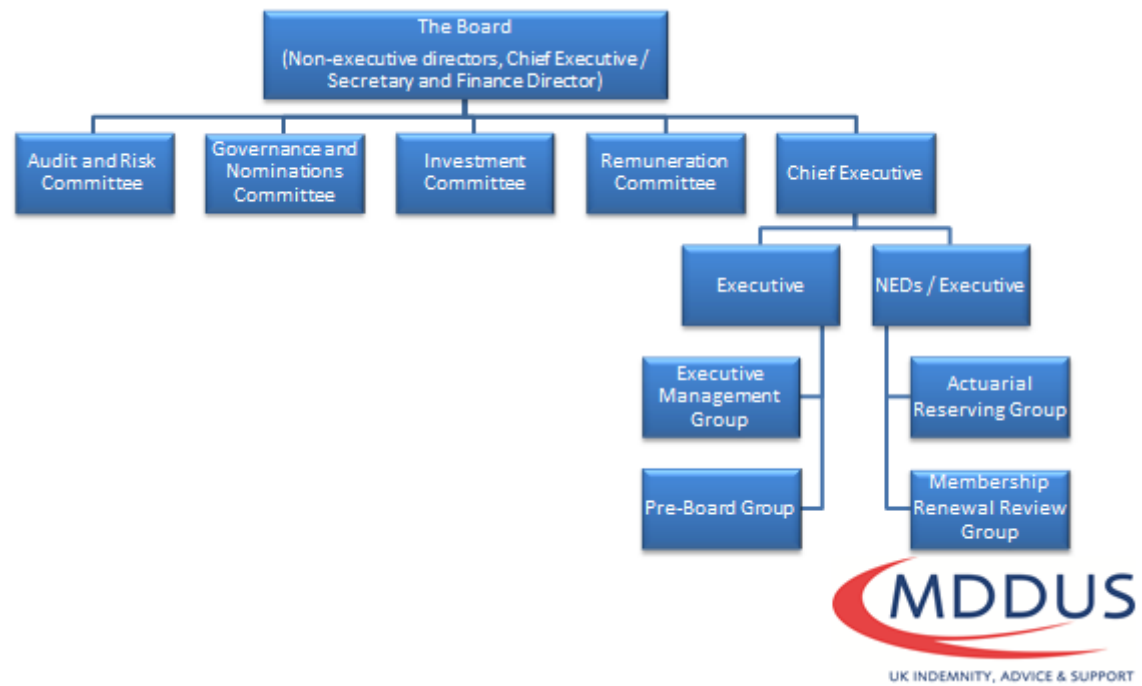 The Board
(Non-executive directors, Chief Executive /
Secretary and Finance Director)
Audit and Risk
Committee
Governance and
Nominations
Committee
Investment
Committee
Remuneration
Committee
Chief Executive
Executive
NEDs / Executive
Executive
Management
Group
Actuarial
Reserving Group
Pre-Board Group
Membership
Renewal Review
Group
MDDUS
UK INDEMNITY, ADVICE & SUPPORT